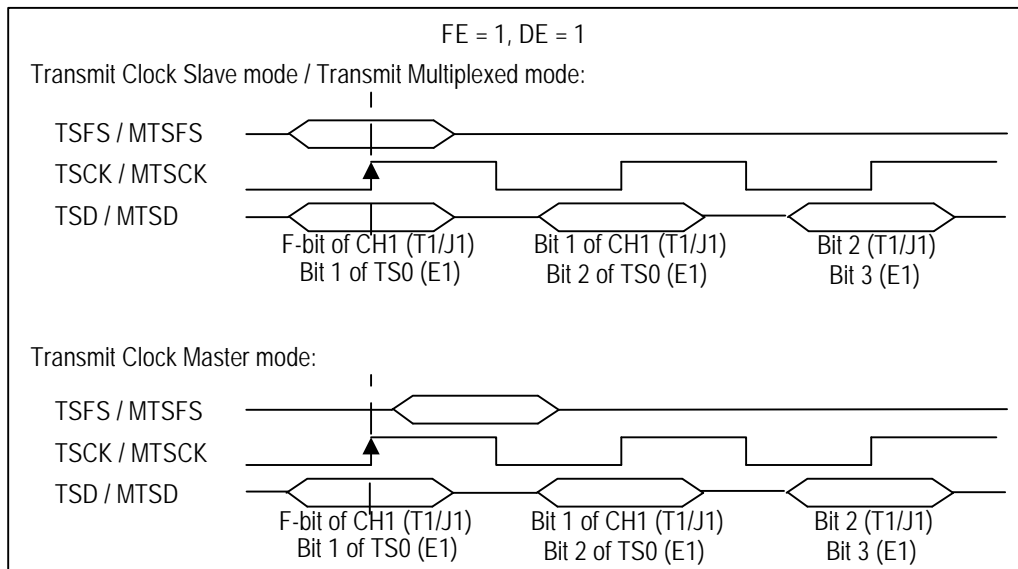 FE = 1, DE = 1
Transmit Clock Slave mode / Transmit Multiplexed mode:
TSFS / MTSFS
TSCK / MTSCK
TSD / MTSD
F-bit of CH1 (T1/J1)
Bit 1 of TS0 (E1)
Bit 1 of CH1 (T1/J1)
Bit 2 of TS0 (E1)
Bit 2 (T1/J1)
Bit 3 (E1)
Transmit Clock Master mode:
TSFS / MTSFS
TSCK / MTSCK
TSD / MTSD
F-bit of CH1 (T1/J1)
Bit 1 of TS0 (E1)
Bit 1 of CH1 (T1/J1)
Bit 2 of TS0 (E1)
Bit 2 (T1/J1)
Bit 3 (E1)